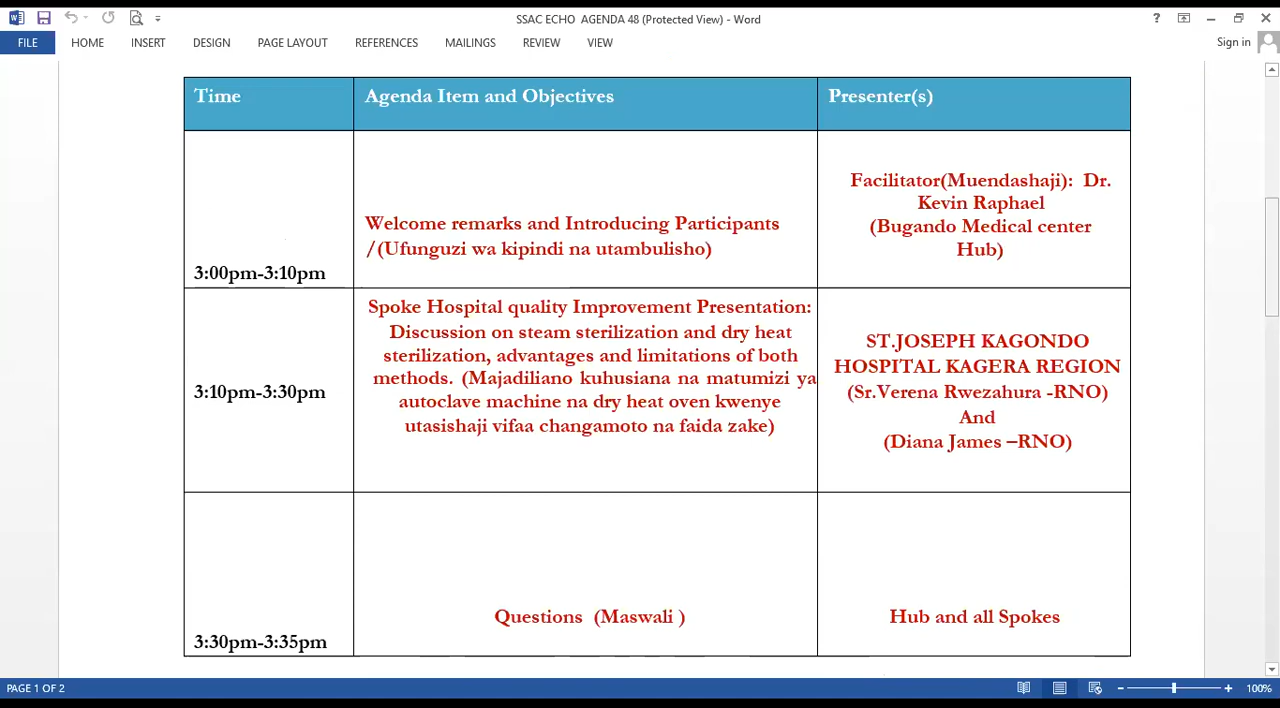 SSAC ECHO  AGENDA 48 (Protected View) - Word
FILE HOME INSERT DESIGN PAGE LAYOUT REFERENCES MAILINGS REVIEW VIEW Sign in
Time
Agenda Item and Objectives
Presenter(s)
3:00pm-3:10pm
Welcome remarks and Introducing Participants
/(Ufunguzi wa kipindi na utambulisho)
Facilitator(Muendashaji):  Dr.
Kevin Raphael
(Bugando Medical center
Hub)
3:10pm-3:30pm
Spoke Hospital quality Improvement Presentation:
Discussion on steam sterilization and dry heat
sterilization, advantages and limitations of both
methods. (Majadiliano kuhusiana na matumizi ya
autoclave machine na dry heat oven kwenye
utasishaji vifaa changamoto na faida zake)
ST.JOSEPH KAGONDO
HOSPITAL KAGERA REGION
(Sr.Verena Rwezahura -RNO)
And
(Diana James –RNO)
3:30pm-3:35pm
Questions  (Maswali )
Hub and all Spokes
PAGE 1 OF 2
100%